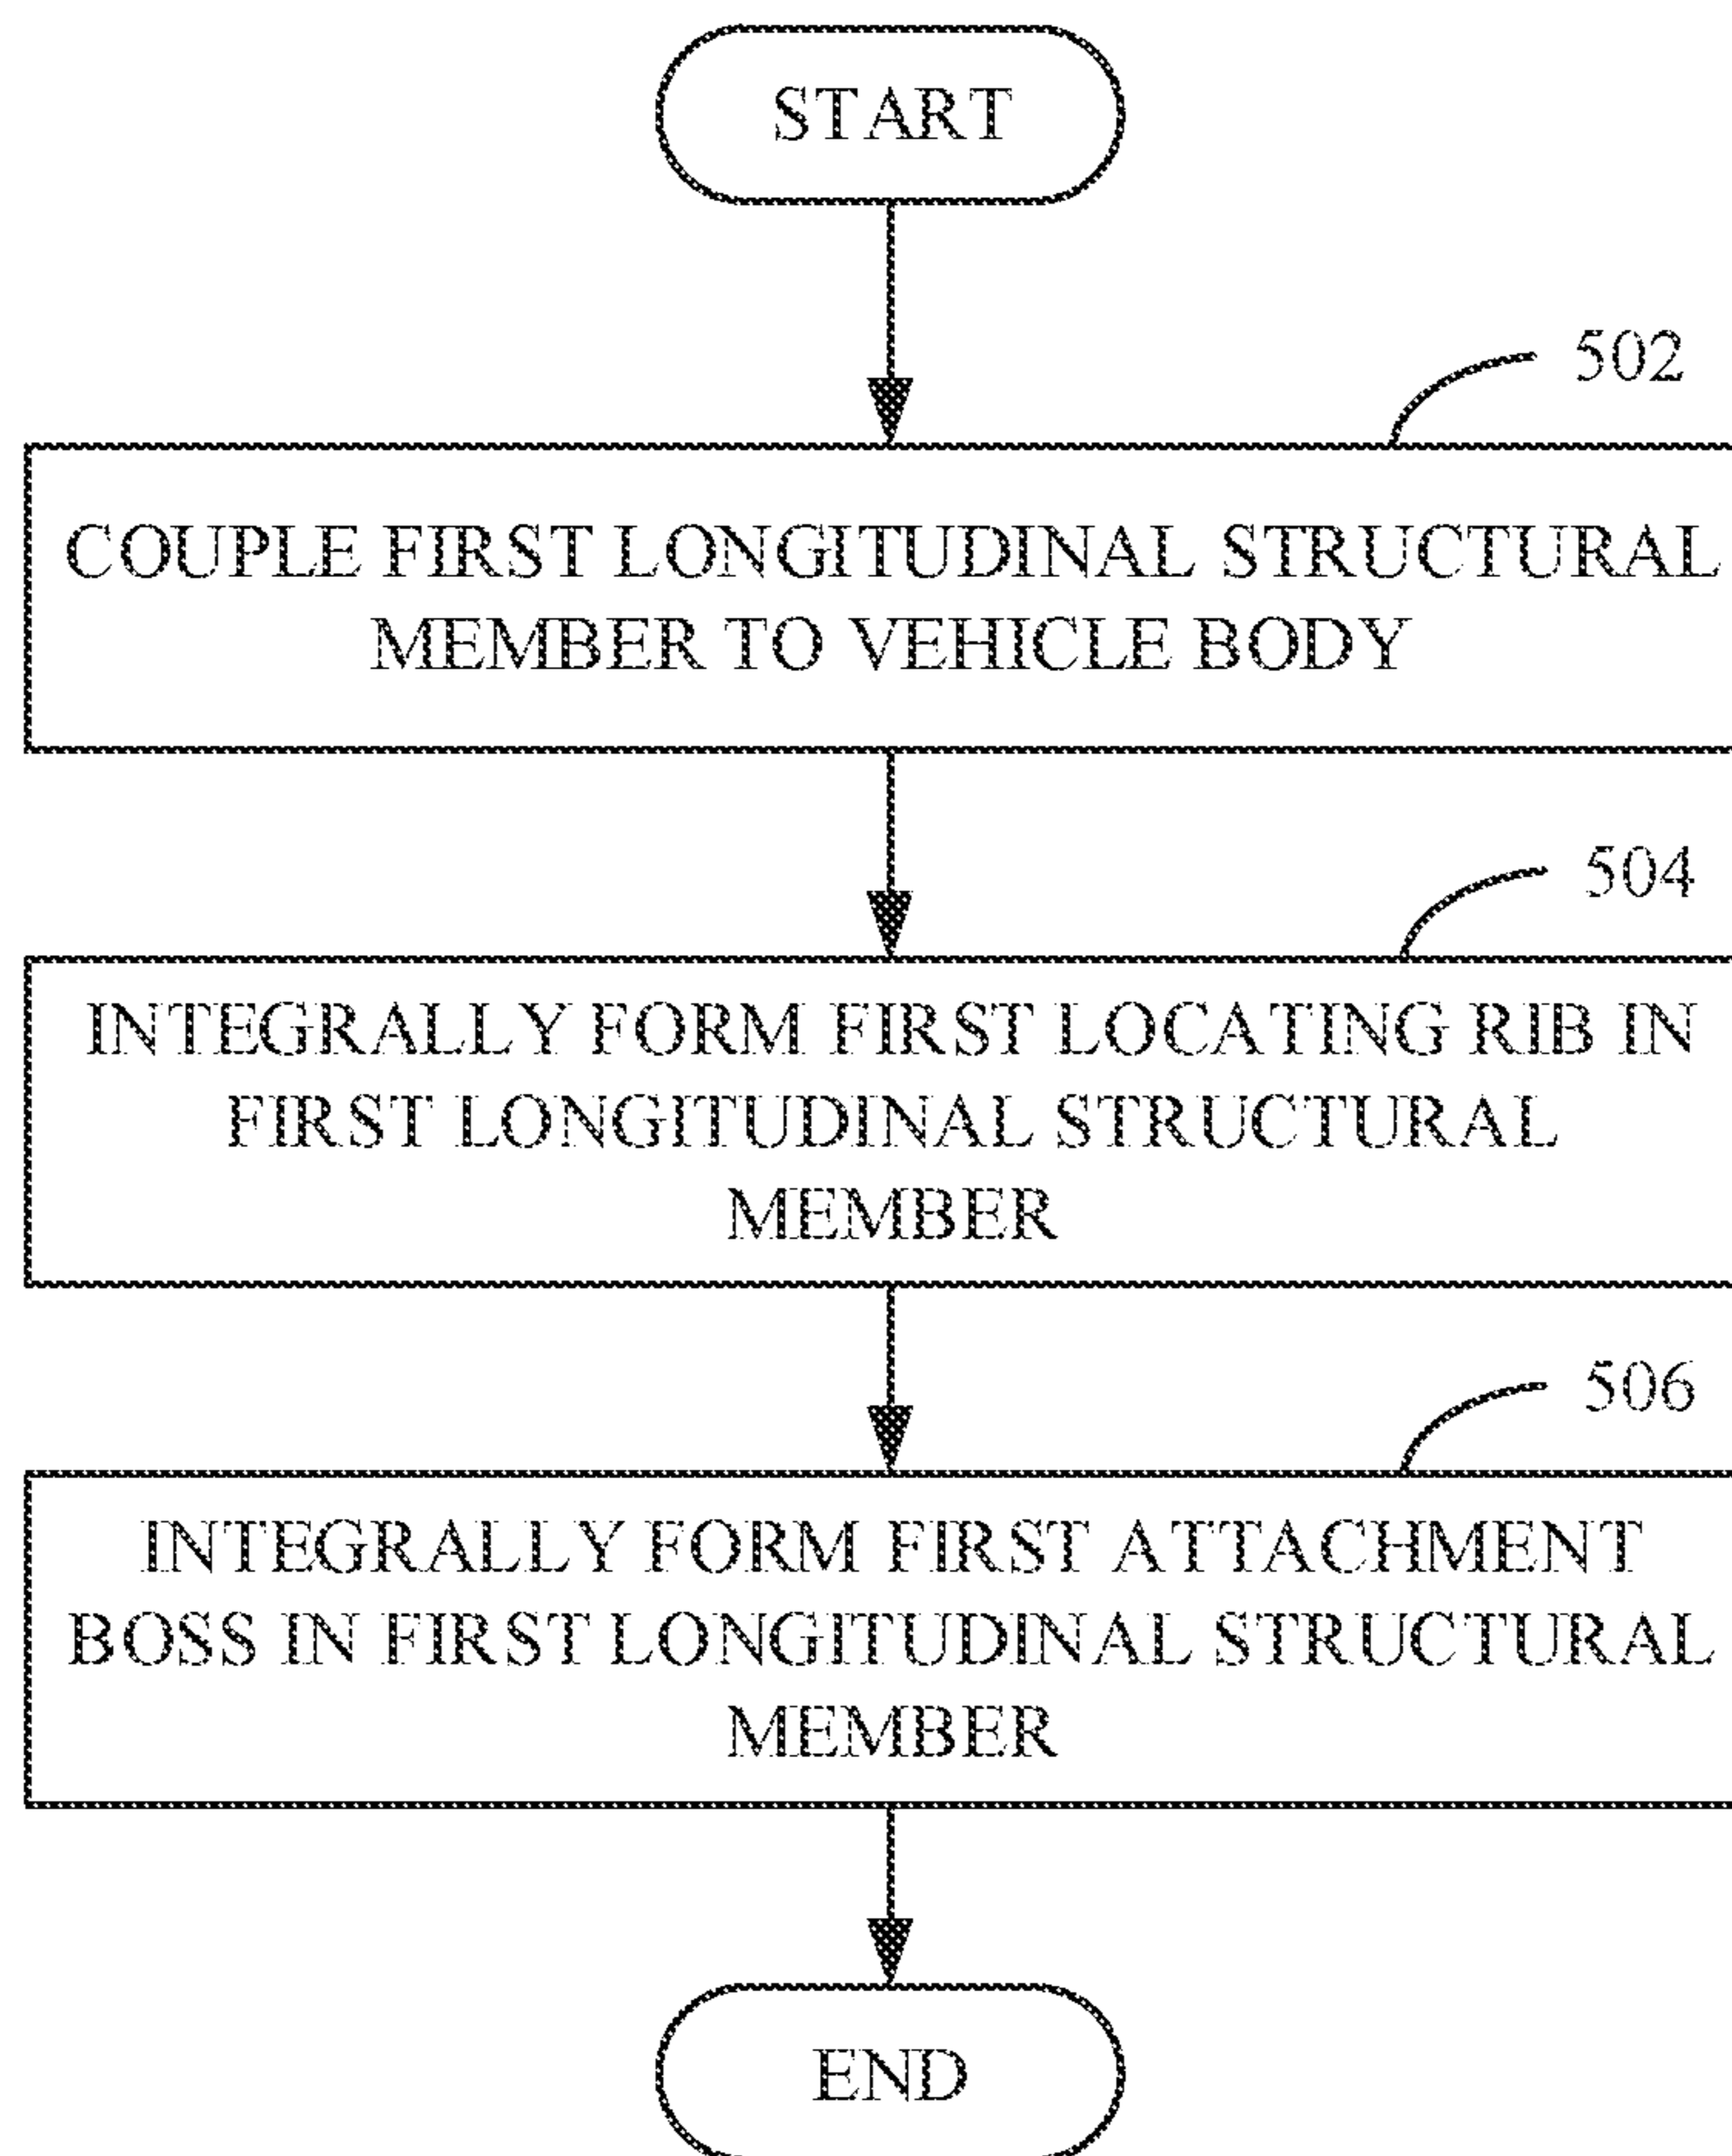 START
502
COUPLE FIRST LONGITUDINAL STRUCTURAL
MEMBER TO VEHICLE BODY
504
INTEGRALLY FORM FIRST LOCATING RIB IN
FIRST LONGITUDINAL STRUCTURAL
MEMBER
506
INTEGRALLY FORM FIRST ATTACHMENT
BOSS IN FIRST LONGITUDINAL STRUCTURAL
MEMBER
END